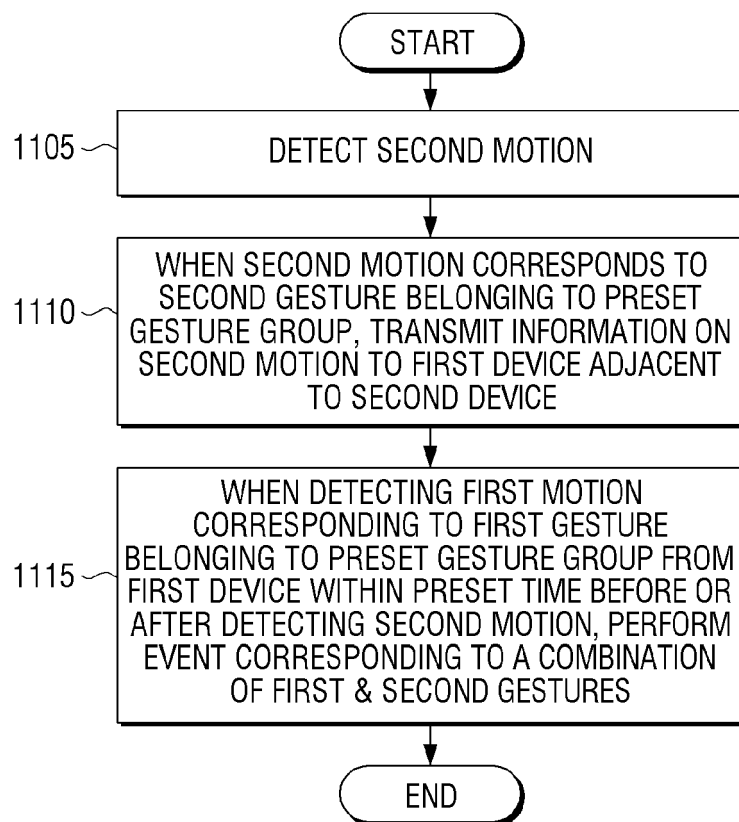 START
1105
DETECT SECOND MOTION
1110
WHEN SECOND MOTION CORRESPONDS TO
SECOND GESTURE BELONGING TO PRESET
GESTURE GROUP, TRANSMIT INFORMATION ON
SECOND MOTION TO FIRST DEVICE ADJACENT
TO SECOND DEVICE
1115
WHEN DETECTING FIRST MOTION
CORRESPONDING TO FIRST GESTURE
BELONGING TO PRESET GESTURE GROUP FROM
FIRST DEVICE WITHIN PRESET TIME BEFORE OR
AFTER DETECTING SECOND MOTION, PERFORM
EVENT CORRESPONDING TO A COMBINATION
OF FIRST & SECOND GESTURES
END